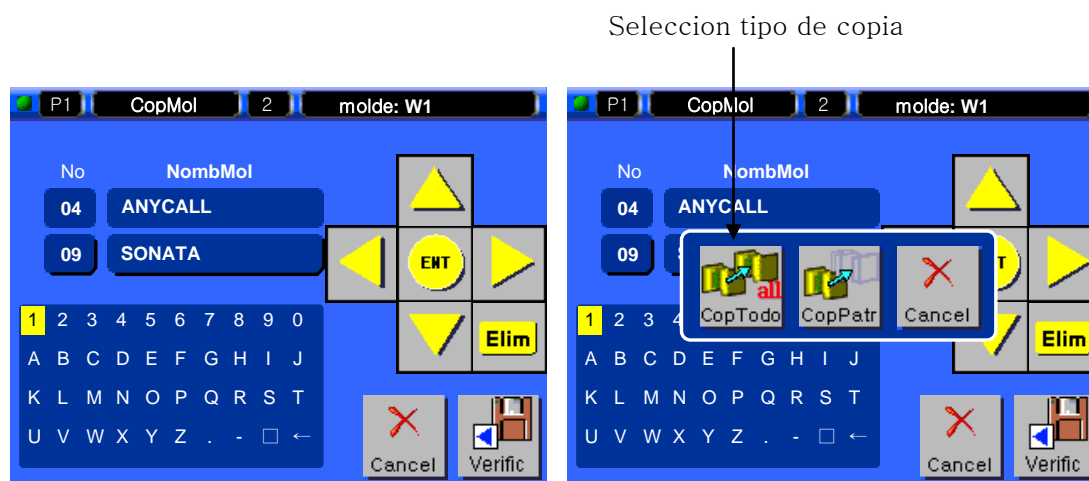 Seleccion tipo de copia
P1 CopMol 2 molde: W1
No NombMol
04 ANYCALL
09 SONATA
ENT
1 2 3 4 5 6 7 8 9 0
Elim
A B C D E F G H I J
K L M N O P Q R S T
U V W X Y Z . - □ ←
Cancel Verific
P1 CopMol 2 molde: W1
No NombMol
04 ANYCALL
09
all
CopTodo CopPatr Cancel
1 2 3 4
Elim
A B C D E F G H I J
K L M N O P Q R S T
U V W X Y Z . - □ ←
Cancel Verific